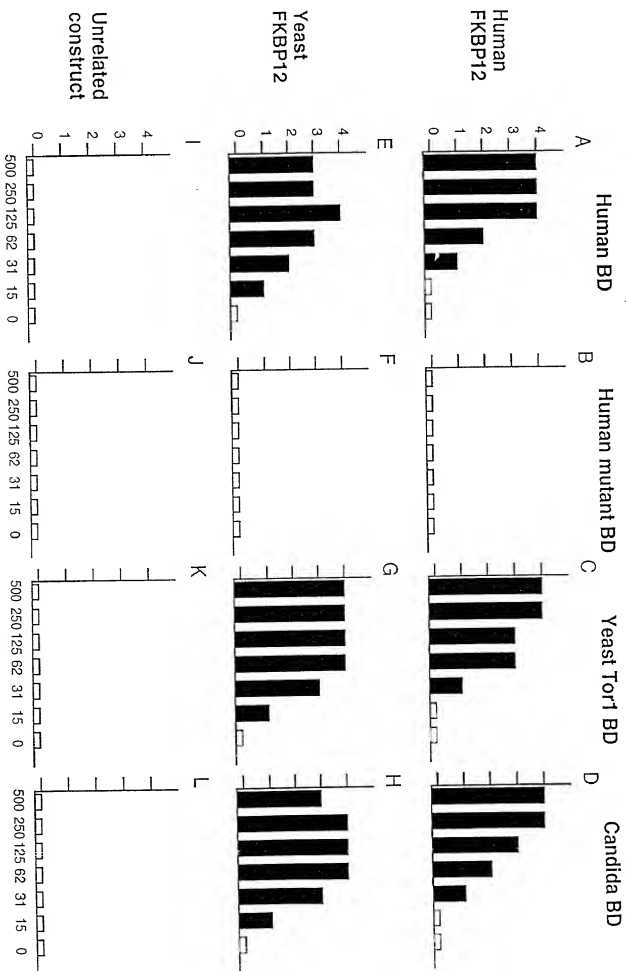 Human BD
Human mutant BD
Yeast Tor1 BD
Candida BD
Human
FKBP12
A
B
C
D
4
3
2
1
0
Yeast
FKBP12
E
F
G
H
4
3
2
1
0
Unrelated
construct
I
J
K
L
4
3
2
1
0
500 250 125 62 31 15 0
500 250 125 62 31 15 0
500 250 125 62 31 15 0
500 250 125 62 31 15 0